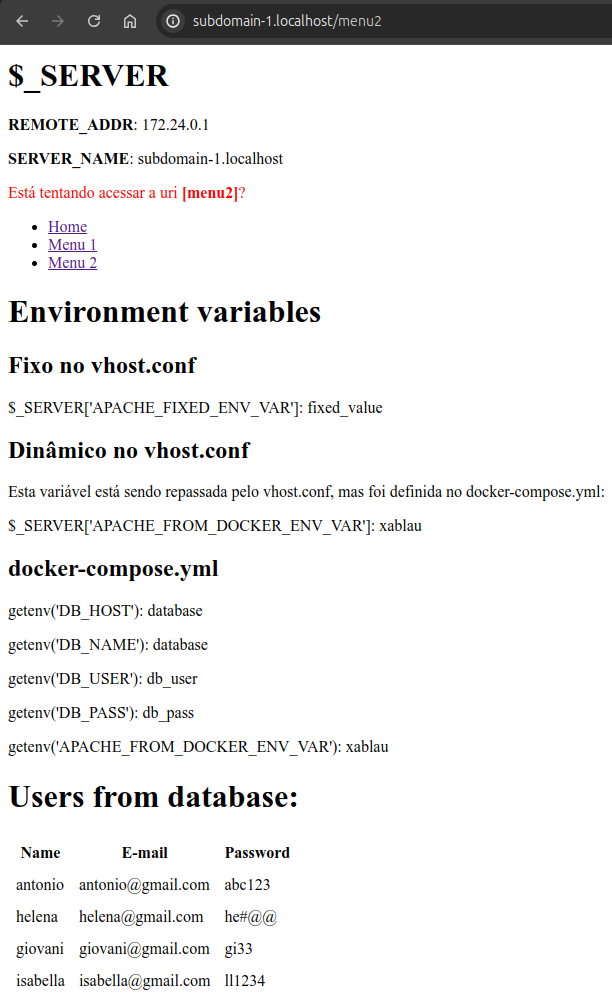 subdomain-1.localhost/menu2
$_SERVER
REMOTE_ADDR: 172.24.0.1
SERVER_NAME: subdomain-1.localhost
Está tentando acessar a uri [menu2]?
Home
Menu 1
Menu 2
Environment variables
Fixo no vhost.conf
$_SERVER['APACHE_FIXED_ENV_VAR']: fixed_value
Dinâmico no vhost.conf
Esta variável está sendo repassada pelo vhost.conf, mas foi definida no docker-compose.yml:
$_SERVER['APACHE_FROM_DOCKER_ENV_VAR']: xablau
docker-compose.yml
getenv('DB_HOST'): database
getenv('DB_NAME'): database
getenv('DB_USER'): db_user
getenv('DB_PASS'): db_pass
getenv('APACHE_FROM_DOCKER_ENV_VAR'): xablau
Users from database:
Name E-mail Password
antonio antonio@gmail.com abc123
helena helena@gmail.com he#@@
giovani giovani@gmail.com gi33
isabella isabella@gmail.com ll1234